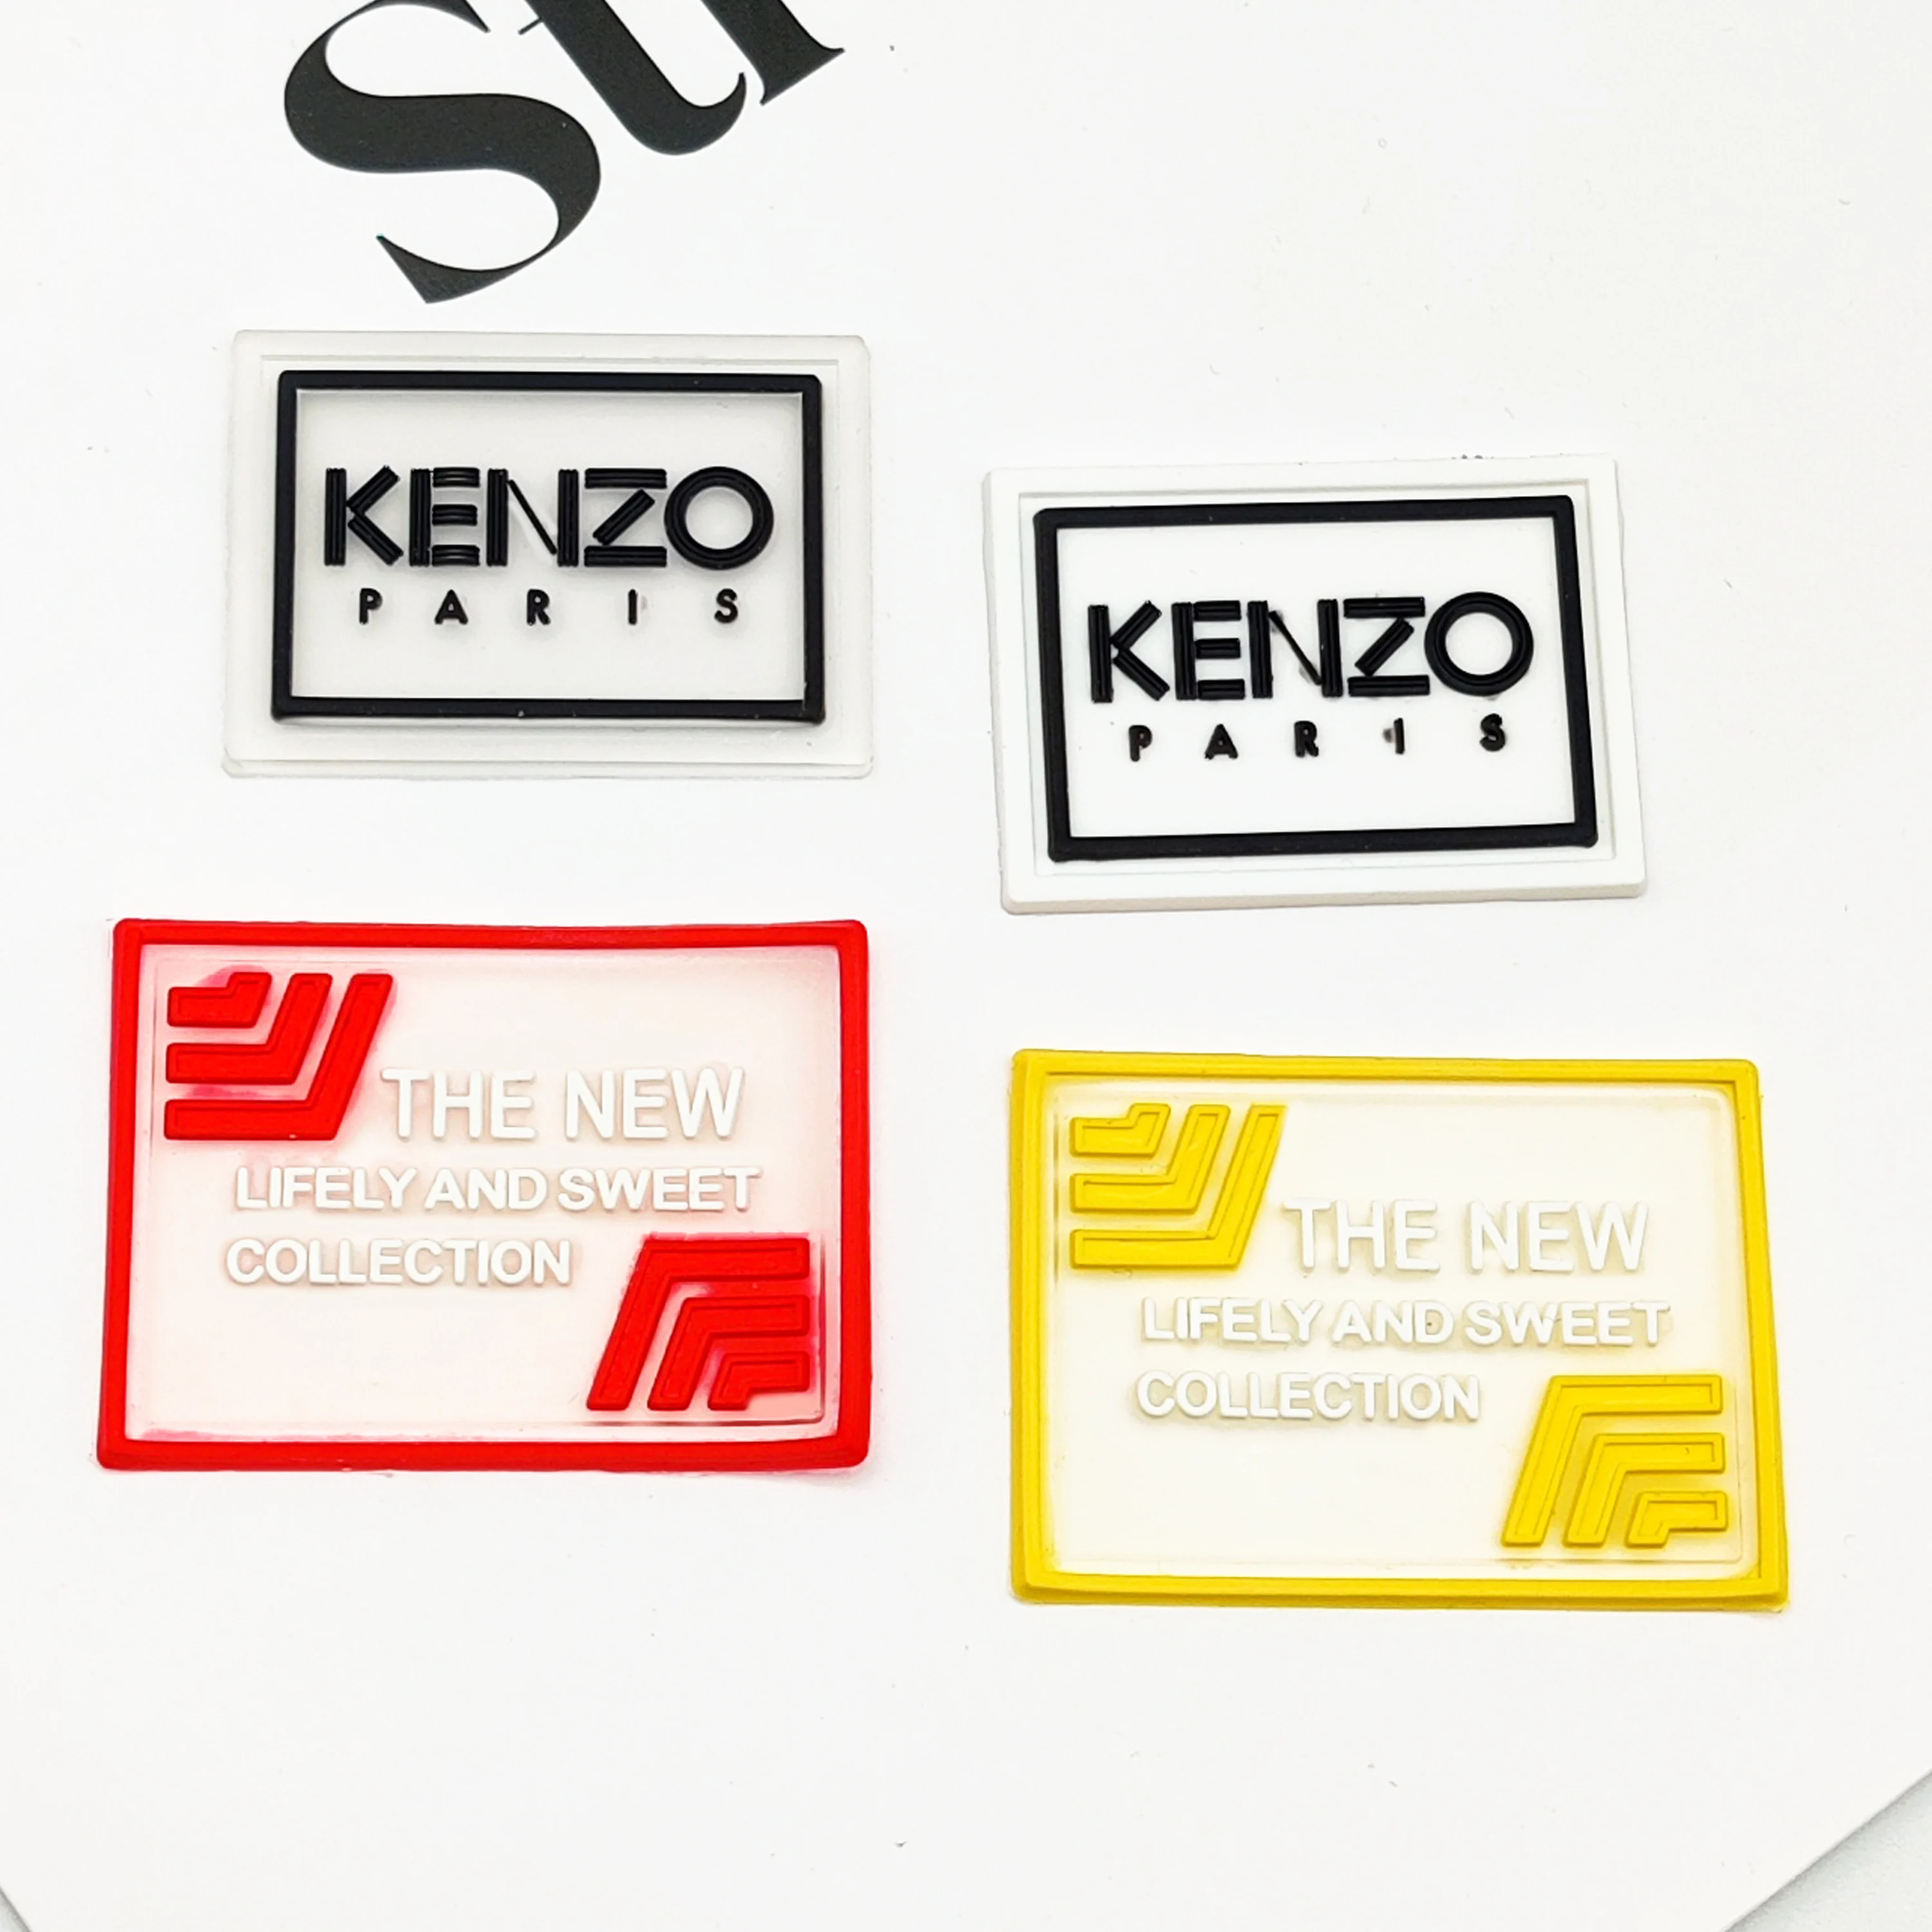 KENZO
PARIS
KENZO
PARIS
THE NEW
LIFELY AND SWEET
COLLECTION
THE NEW
LIFELY AND SWEET
COLLECTION